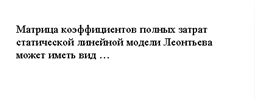 Матрица коэффициентов полных затрат
статической линейной модели Леонтьева
может иметь вид ...